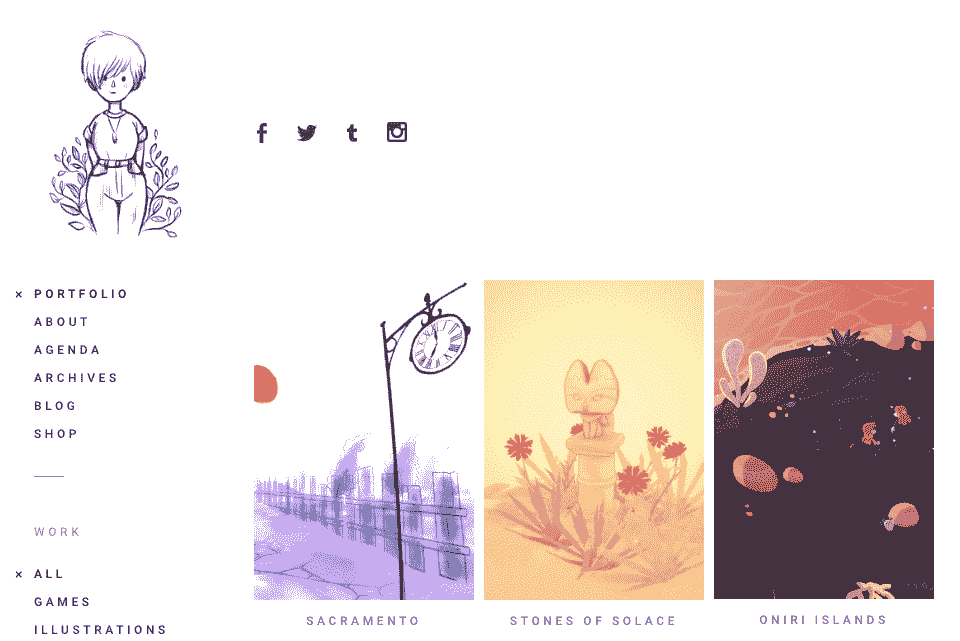 PORTFOLIO
ABOUT
AGENDA
ARCHIVES
BLOG
SHOP
WORK
ALL
GAMES
ILLUSTRATIONS
SACRAMENTO
STONES OF SOLACE
ONIRI ISLANDS